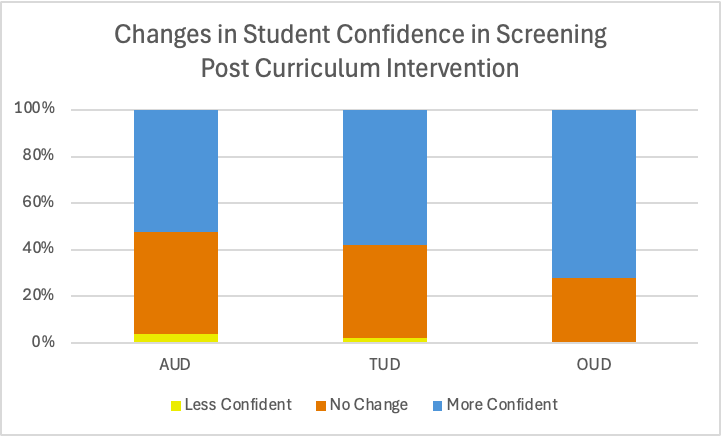 Changes in Student Confidence in Screening
Post Curriculum Intervention
100%
80%
60%
40%
20%
0%
AUD TUD OUD
Less Confident No Change More Confident